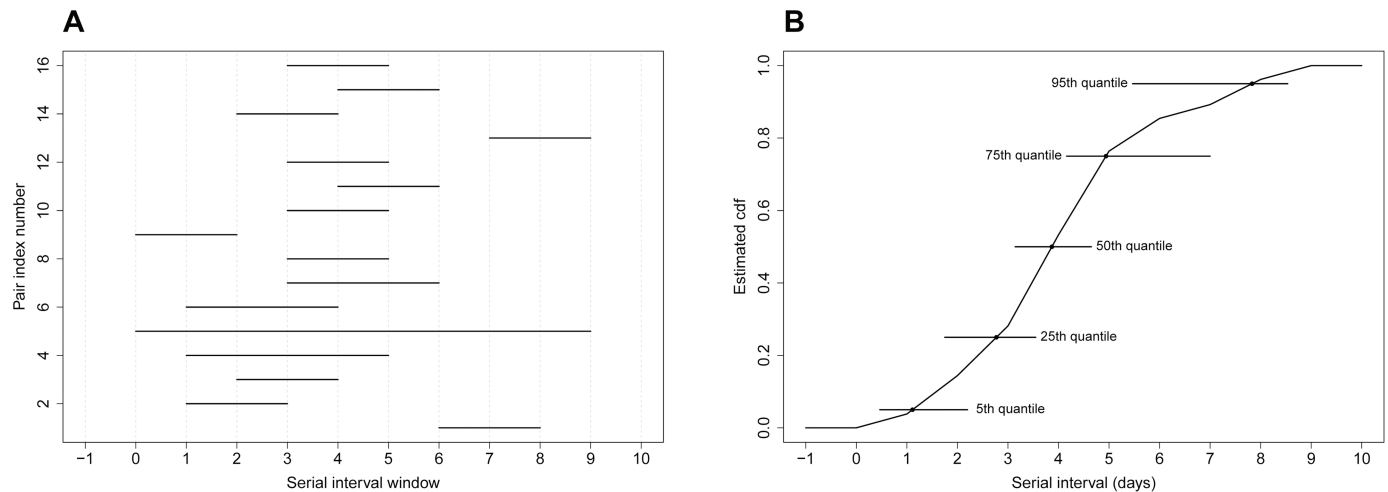 A
16
14
12
10
8
6
4
2
Pair index number
−1 0 1 2 3 4 5 6 7 8 9 10
Serial interval window
B
1.0
0.8
0.6
0.4
0.2
0.0
Estimated cdf
95th quantile
75th quantile
50th quantile
25th quantile
5th quantile
−1 0 1 2 3 4 5 6 7 8 9 10
Serial interval (days)